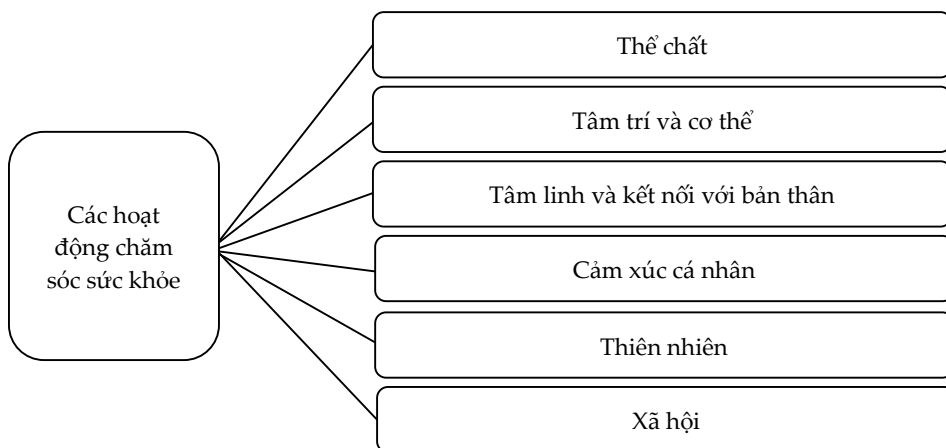 Các hoạt
động chăm
sóc sức khỏe
Thể chất
Tâm trí và cơ thể
Tâm linh và kết nối với bản thân
Cảm xúc cá nhân
Thiên nhiên
Xã hội